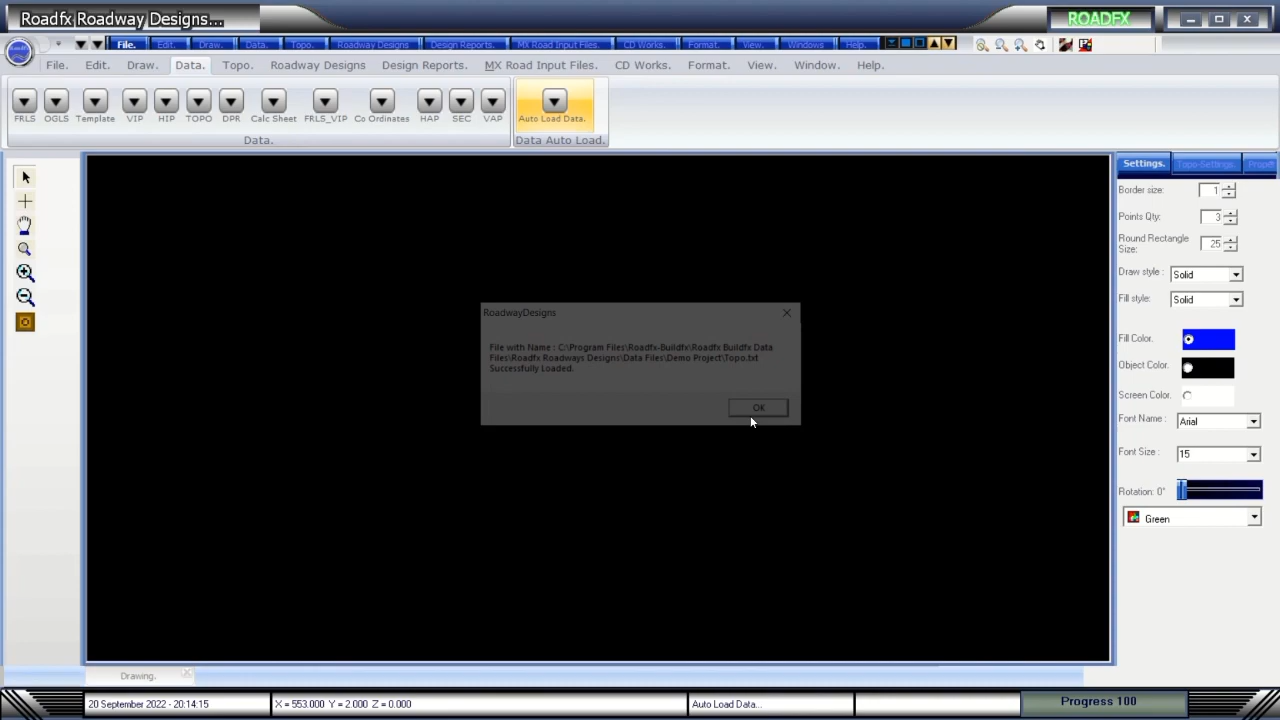 Roadfx Roadway Designs...
ROADFX
File. Edit. Draw. Data. Topo. Roadway Designs Design Reports. MX Road Input Files. CD Works. Format. View. Windows Help.
File. Edit. Draw. Data. Topo. Roadway Designs Design Reports. MX Road Input Files. CD Works. Format. View. Window. Help.
FRLS OGLS Template VIP HIP TOPO DPR Calc Sheet FRLS_VIP Co Ordinates HAP SEC VAP Auto Load Data.
Data. Data Auto Load.
Settings. Topo-Settings.
Border size: 1
Points Qty: 3
Round Rectangle
Size: 25
Draw style : Solid
Fill style: Solid
Fill Color.
Object Color.
Screen Color.
Font Name : Arial
Font Size : 15
Rotation: 0°
Green
RoadwayDesigns
File with Name : C:\Program Files\Roadfx-Buildfx\Roadfx Buildfx Data
Files\Roadfx Roadways Designs\Data Files\Demo Project\Topo.txt
Successfully Loaded.
OK
Drawing.
20 September 2022 - 20:14:15
X = 553.000 Y = 2.000 Z = 0.000
Auto Load Data...
Progress 100